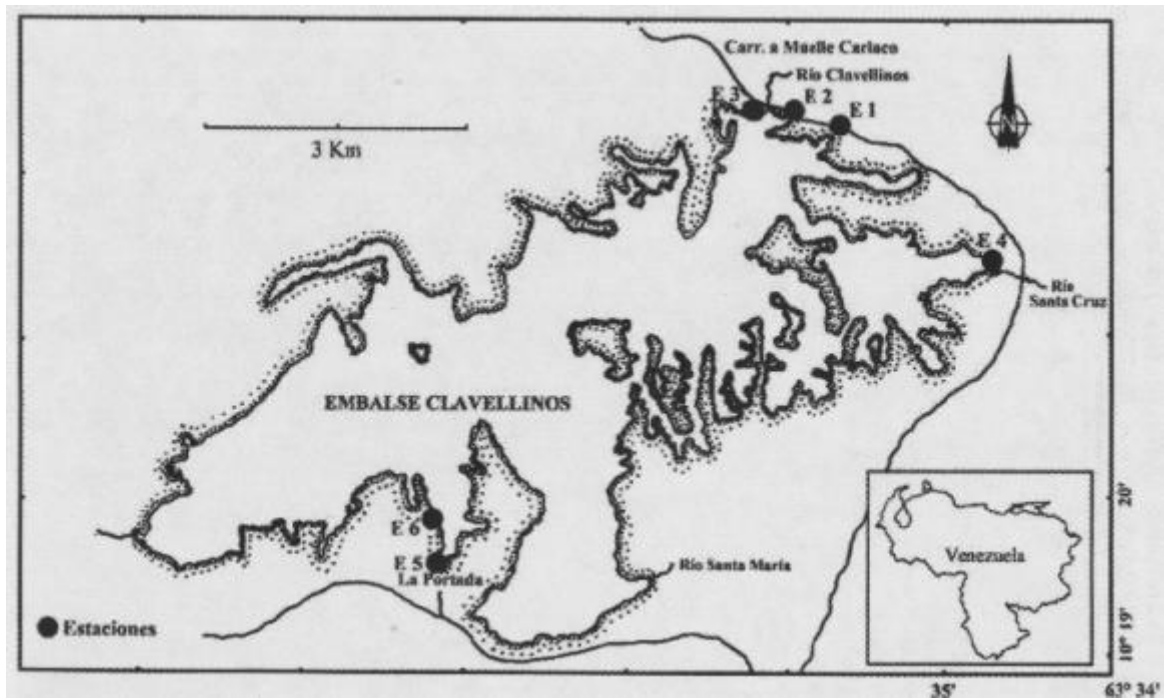 Carr. a Muelle Cariaco
Río Clavellinos
E 3
E 2
E 1
3 Km
E 4
Río
Santa Cruz
EMBALSE CLAVELLINOS
20'
E 6
E 5
La Portada
Río Santa María
Venezuela
Estaciones
10° 19'
35'
63° 34'